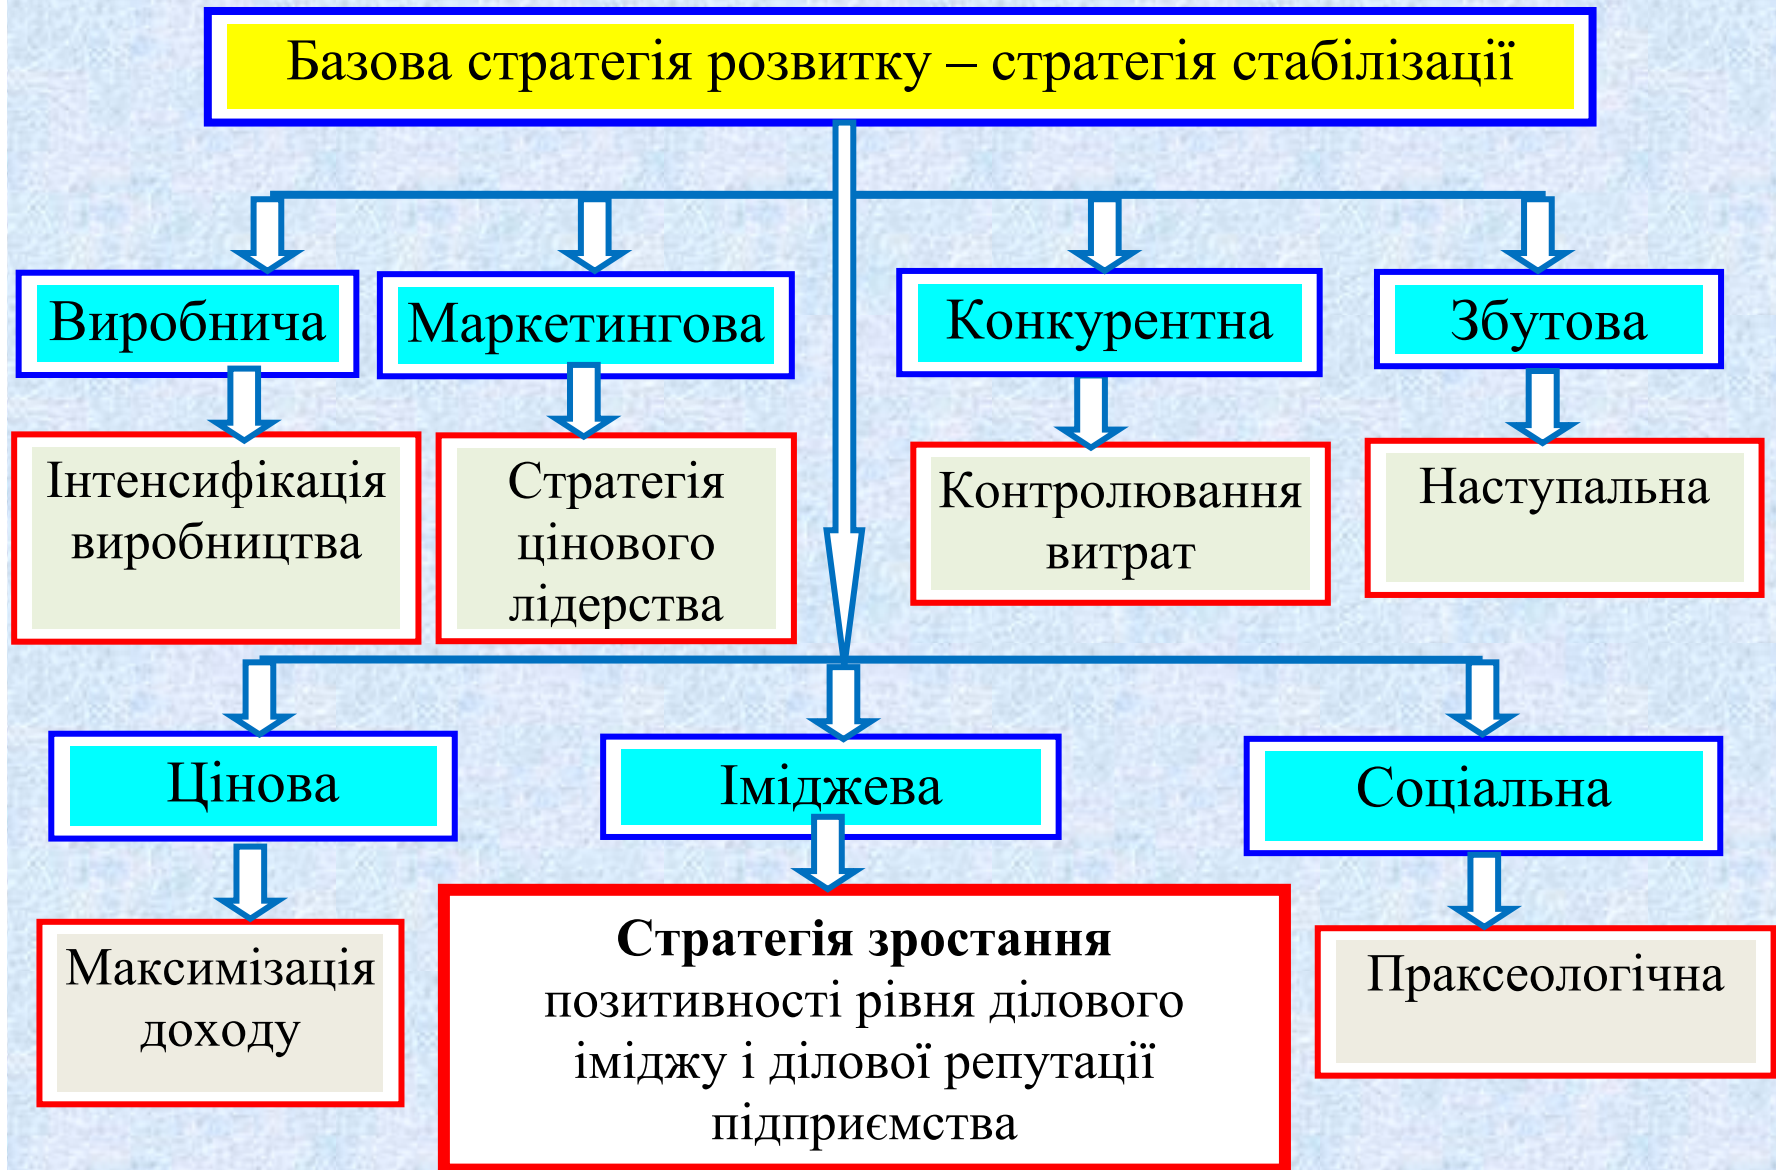 Базова стратегія розвитку – стратегія стабілізації
Виробнича
Маркетингова
Конкурентна
Збутова
Інтенсифікація
виробництва
Стратегія
цінового
лідерства
Контролювання
витрат
Наступальна
Цінова
Іміджева
Соціальна
Максимізація
доходу
Стратегія зростання
позитивності рівня ділового
іміджу і ділової репутації
підприємства
Праксеологічна